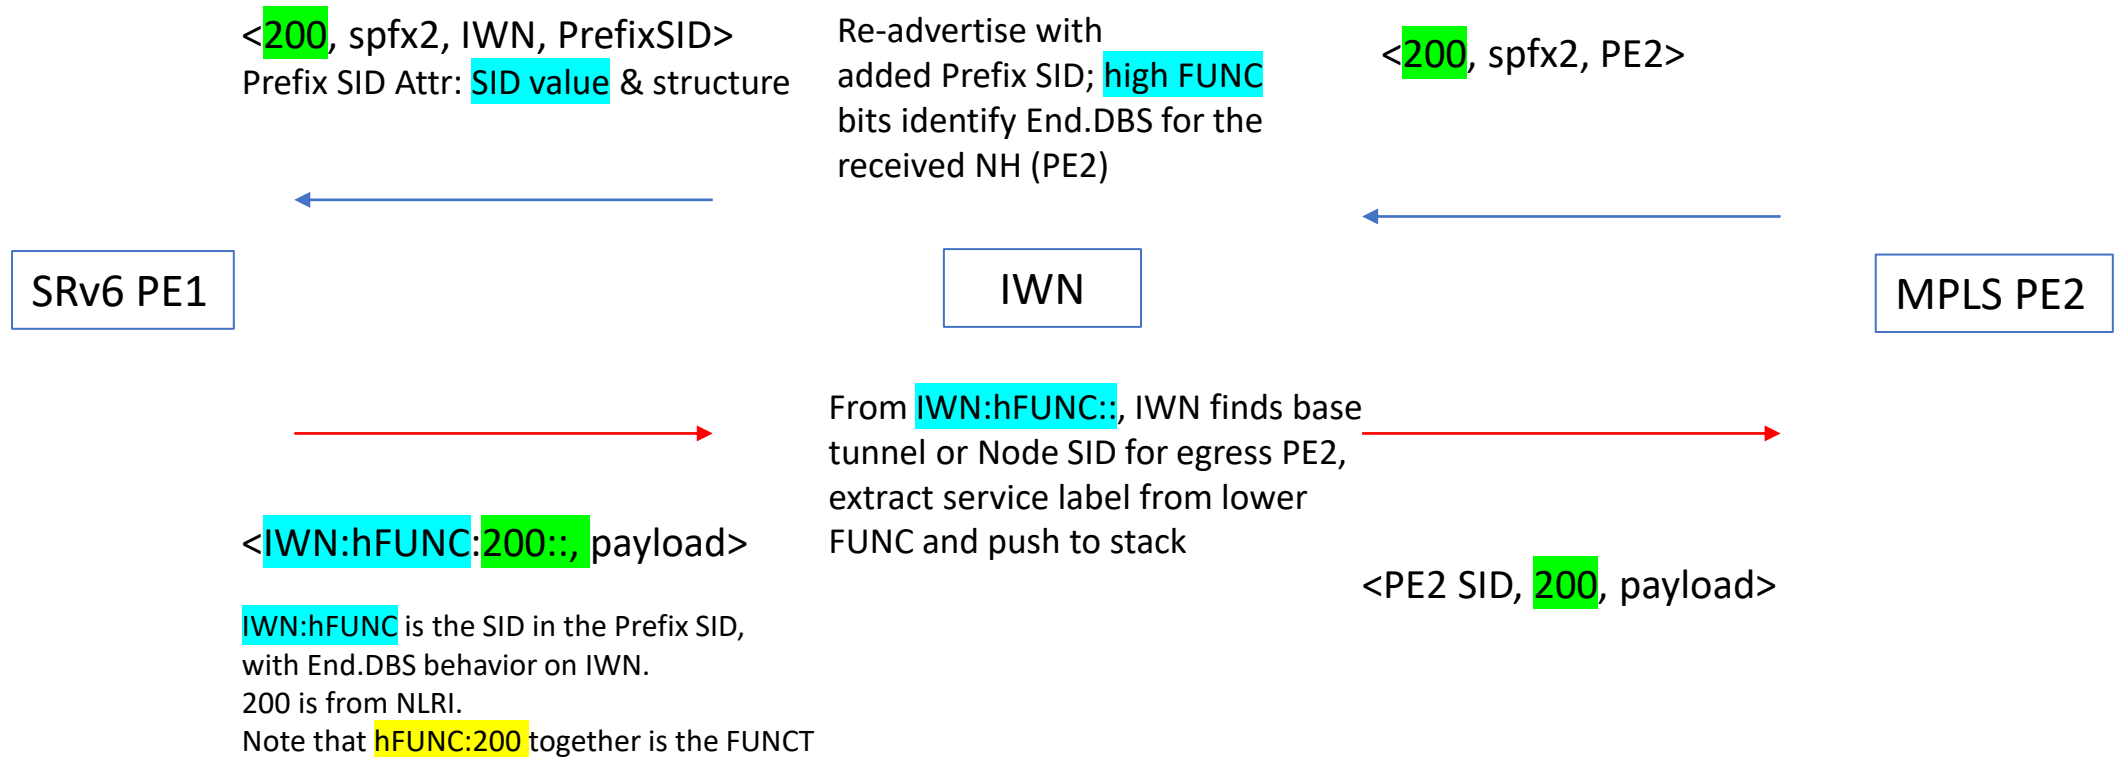 <200, spfx2, IWN, PrefixSID>
Prefix SID Attr: SID value & structure
Re-advertise with
added Prefix SID; high FUNC
bits identify End.DBS for the
received NH (PE2)
<200, spfx2, PE2>
SRv6 PE1
IWN
MPLS PE2
From IWN:hFUNC::, IWN finds base
tunnel or Node SID for egress PE2,
extract service label from lower
FUNC and push to stack
<IWN:hFUNC:200::, payload>
<PE2 SID, 200, payload>
IWN:hFUNC is the SID in the Prefix SID,
with End.DBS behavior on IWN.
200 is from NLRI.
Note that hFUNC:200 together is the FUNCT